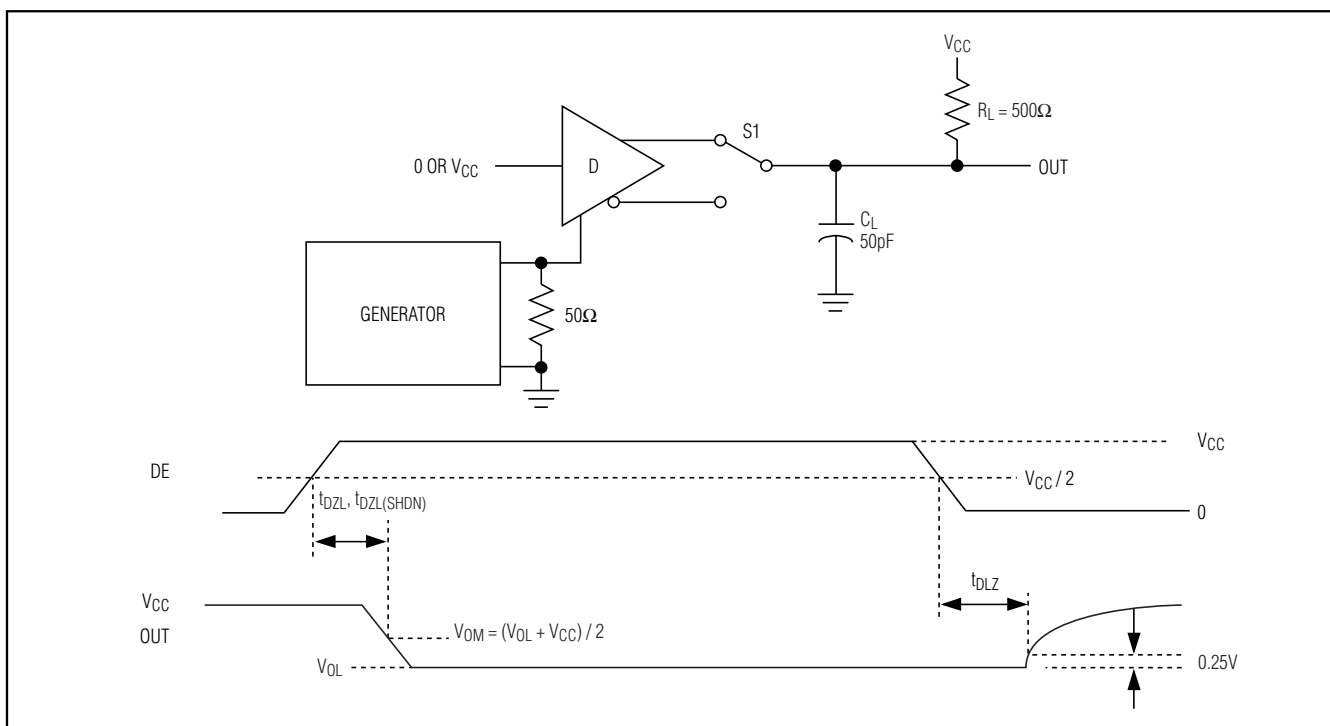 VCC
RL = 500Ω
S1
0 OR VCC
D
OUT
CL
50pF
GENERATOR
50Ω
VCC
DE
VCC / 2
tDZL, tDZL(SHDN)
0
tDLZ
VCC
OUT
VOM = (VOL + VCC) / 2
VOL
0.25V